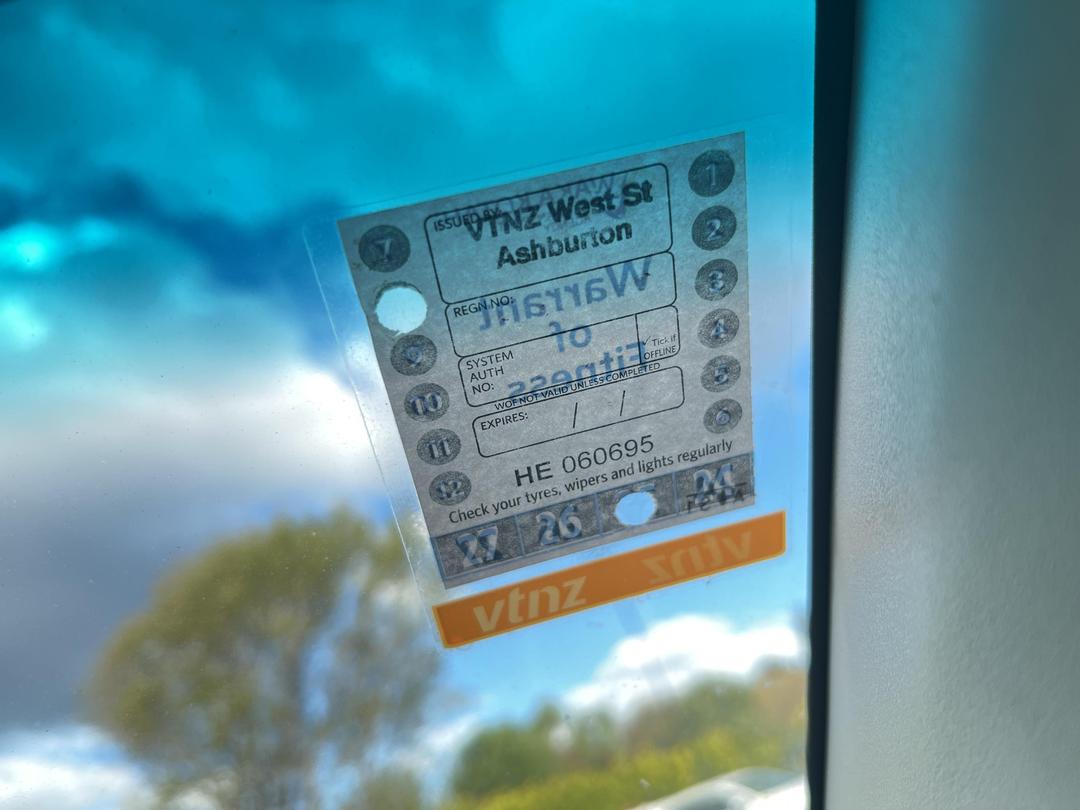 ISSUED BY:
VTNZ West St
Ashburton
REGN NO:
Warrant
of
Fitness
SYSTEM
AUTH
NO:
✓ Tick if
OFFLINE
WOF NOT VALID UNLESS COMPLETED
EXPIRES: / /
HE 060695
Check your tyres, wipers and lights regularly
7
9
10
11
12
1
2
3
4
5
6
27 26 24
vtnz vtnz